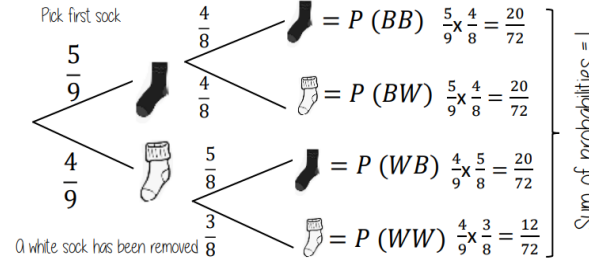 Pick first sock
5/9
4/8
= P (BB) 5/9 x 4/8 = 20/72
4/8
= P (BW) 5/9 x 4/8 = 20/72
4/9
5/8
= P (WB) 4/9 x 5/8 = 20/72
3/8
= P (WW) 4/9 x 3/8 = 12/72
A white sock has been removed
Sum of probabilities = 1